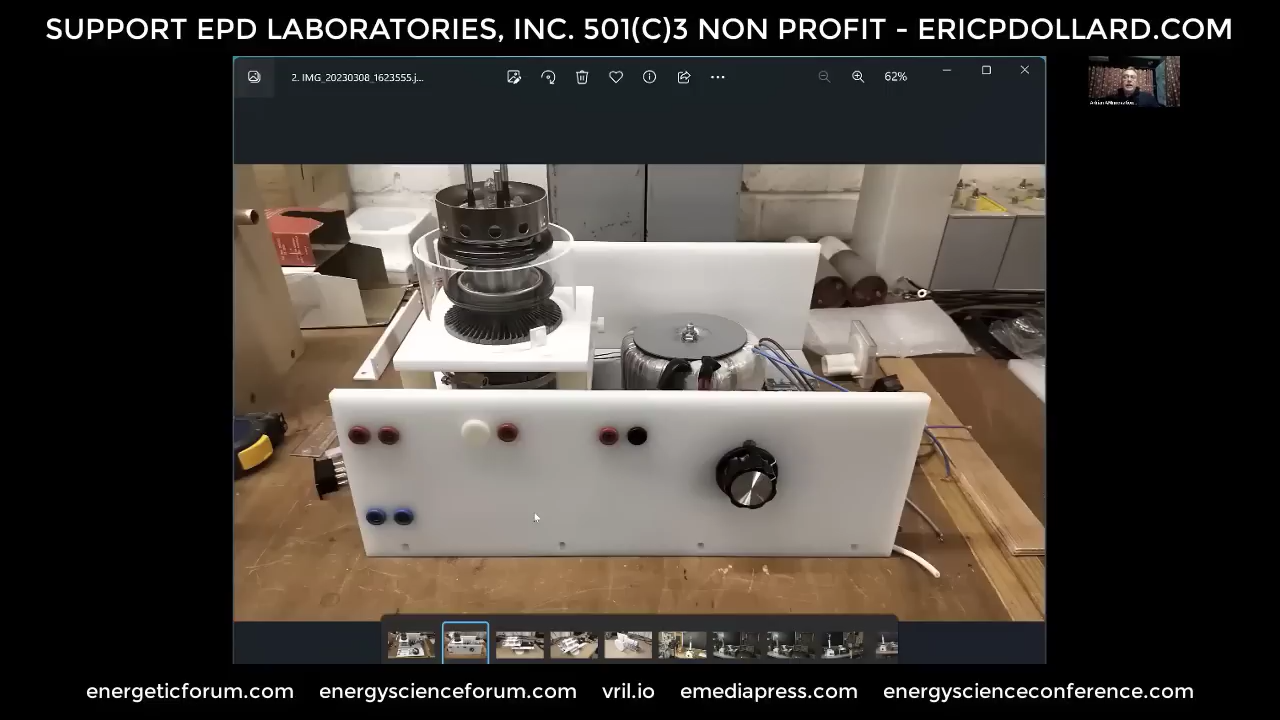 SUPPORT EPD LABORATORIES, INC. 501(C)3 NON PROFIT - ERICPDOLLARD.COM
2. IMG_20230308_1623555.j...
62%
energeticforum.com energyscienceforum.com vril.io emediapress.com energyscienceconference.com